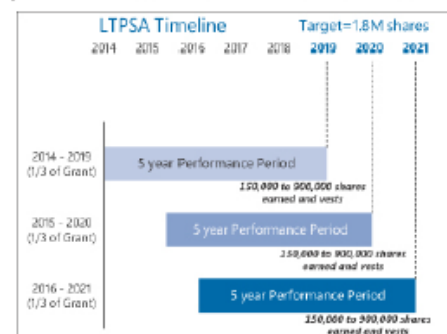 LTPSA Timeline Target=1.8M shares
2014 2015 2016 2017 2018 2019 2020 2021
2014 - 2019
(1/3 of Grant)
5 year Performance Period
150,000 to 900,000 shares
earned and vests
2015 - 2020
(1/3 of Grant)
5 year Performance Period
150,000 to 900,000 shares
earned and vests
2016 - 2021
(1/3 of Grant)
5 year Performance Period
150,000 to 900,000 shares
earned and vests